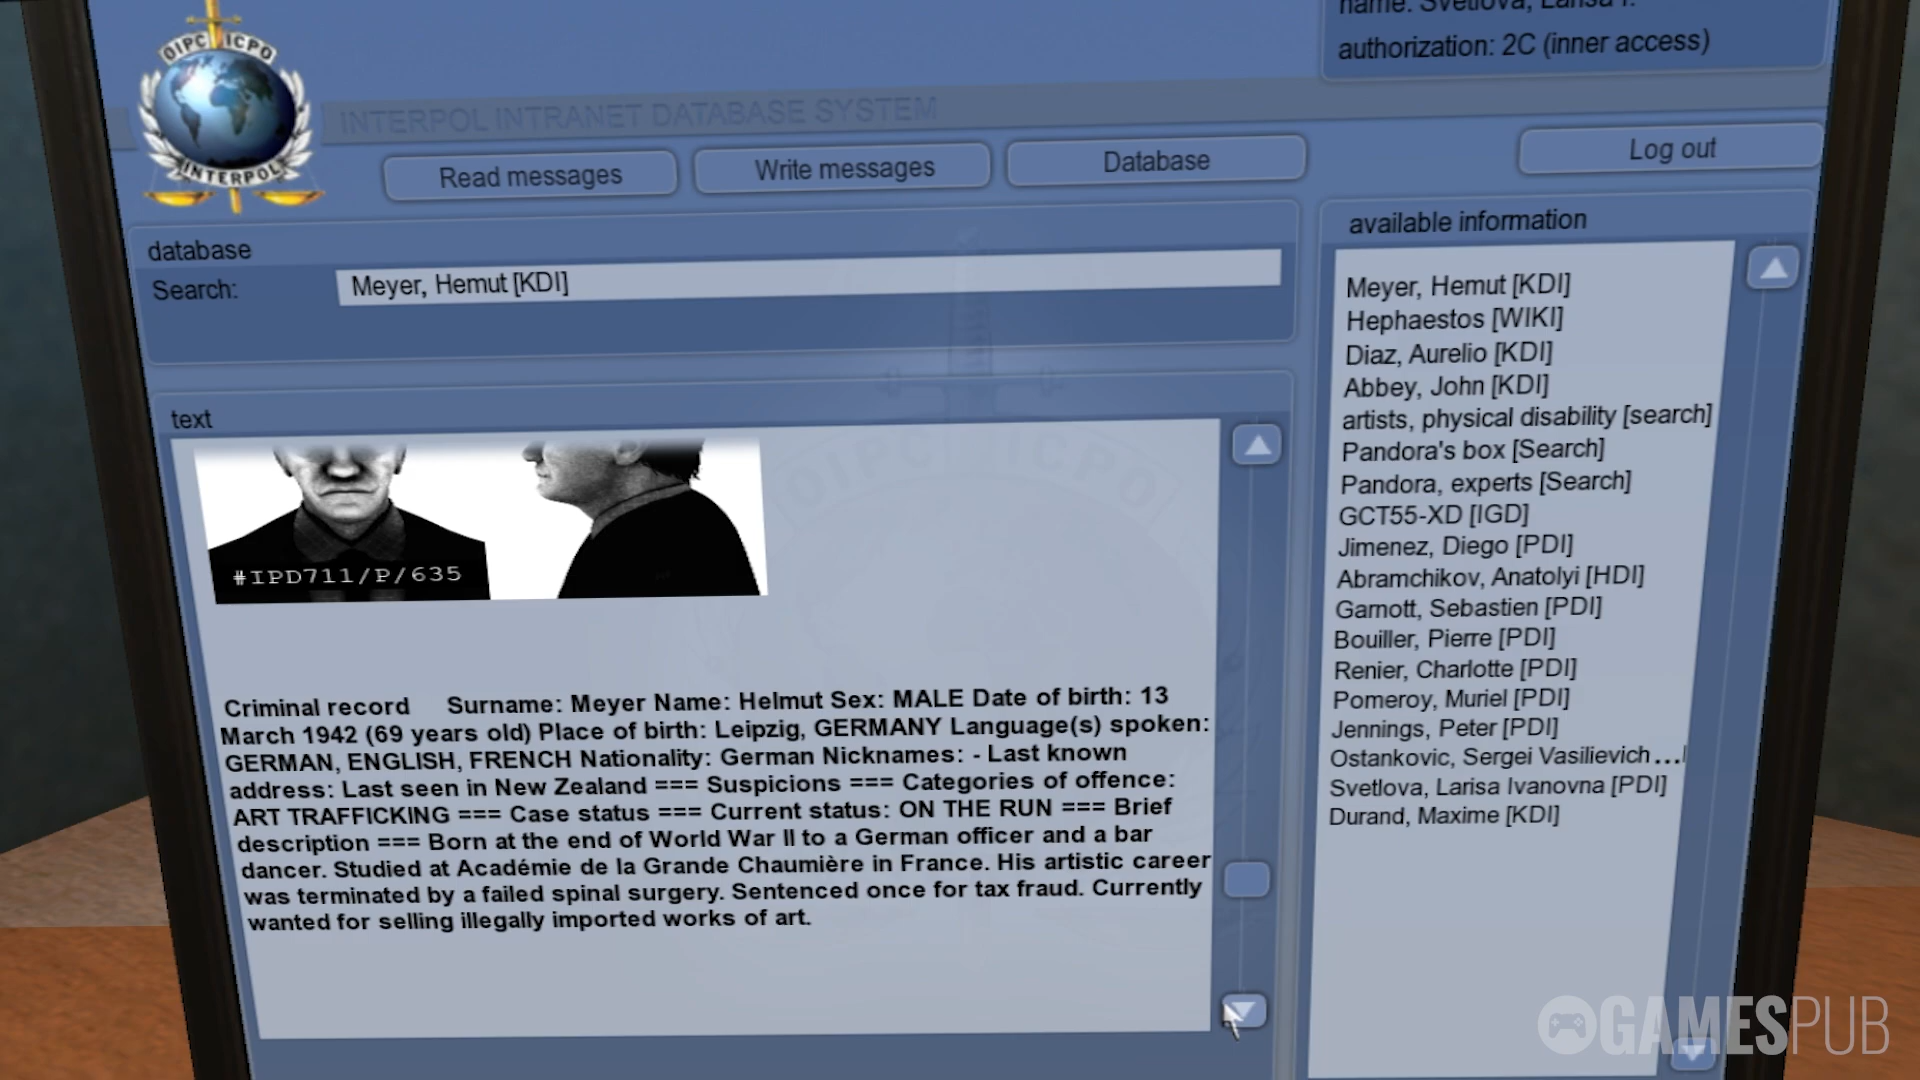 OIPC ICPO
INTERPOL
name: Svetlova, Larisa I.
authorization: 2C (inner access)
INTERPOL INTRANET DATABASE SYSTEM
Read messages
Write messages
Database
Log out
database
Search:
Meyer, Hemut [KDI]
text
#IPD711/P/635
Criminal record Surname: Meyer Name: Helmut Sex: MALE Date of birth: 13
March 1942 (69 years old) Place of birth: Leipzig, GERMANY Language(s) spoken:
GERMAN, ENGLISH, FRENCH Nationality: German Nicknames: - Last known
address: Last seen in New Zealand === Suspicions === Categories of offence:
ART TRAFFICKING === Case status === Current status: ON THE RUN === Brief
description === Born at the end of World War II to a German officer and a bar
dancer. Studied at Académie de la Grande Chaumière in France. His artistic career
was terminated by a failed spinal surgery. Sentenced once for tax fraud. Currently
wanted for selling illegally imported works of art.
OIPC ICPO
available information
Meyer, Hemut [KDI]
Hephaestos [WIKI]
Diaz, Aurelio [KDI]
Abbey, John [KDI]
artists, physical disability [search]
Pandora's box [Search]
Pandora, experts [Search]
GCT55-XD [IGD]
Jimenez, Diego [PDI]
Abramchikov, Anatolyi [HDI]
Garnott, Sebastien [PDI]
Bouiller, Pierre [PDI]
Renier, Charlotte [PDI]
Pomeroy, Muriel [PDI]
Jennings, Peter [PDI]
Ostankovic, Sergei Vasilievich...
Svetlova, Larisa Ivanovna [PDI]
Durand, Maxime [KDI]
GAMESPUB